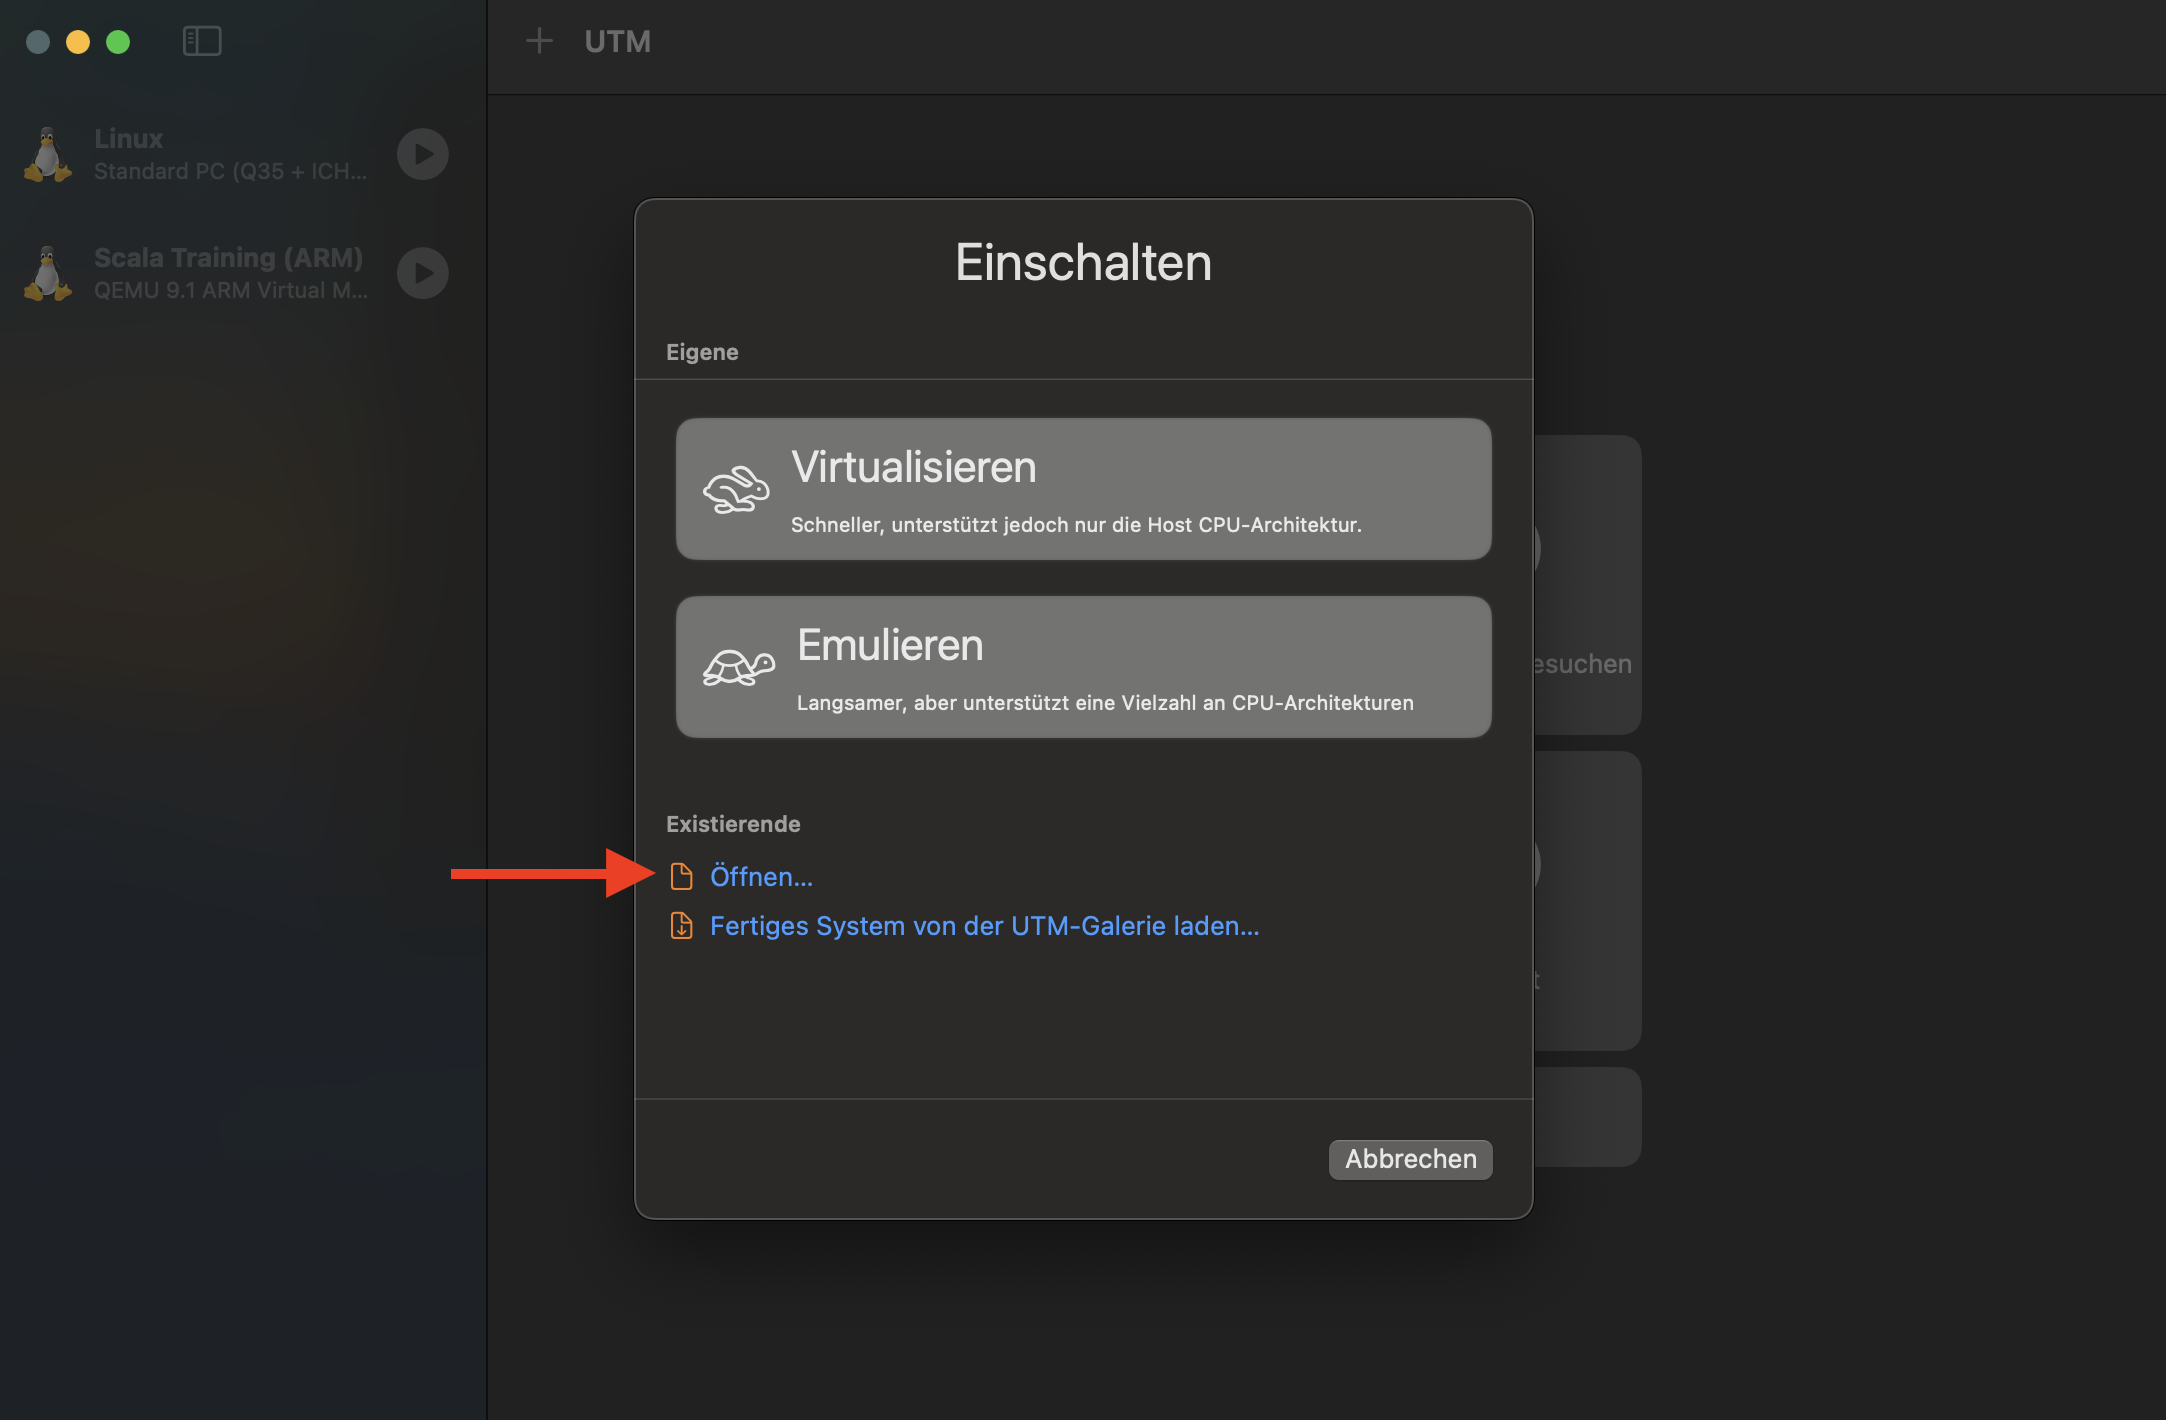 UTM
Linux
Standard PC (Q35 + ICH...
Scala Training (ARM)
QEMU 9.1 ARM Virtual M...
Einschalten
Eigene
Virtualisieren
Schneller, unterstützt jedoch nur die Host CPU-Architektur.
Emulieren
Langsamer, aber unterstützt eine Vielzahl an CPU-Architekturen
esuchen
Existierende
Öffnen...
Fertiges System von der UTM-Galerie laden...
t
Abbrechen